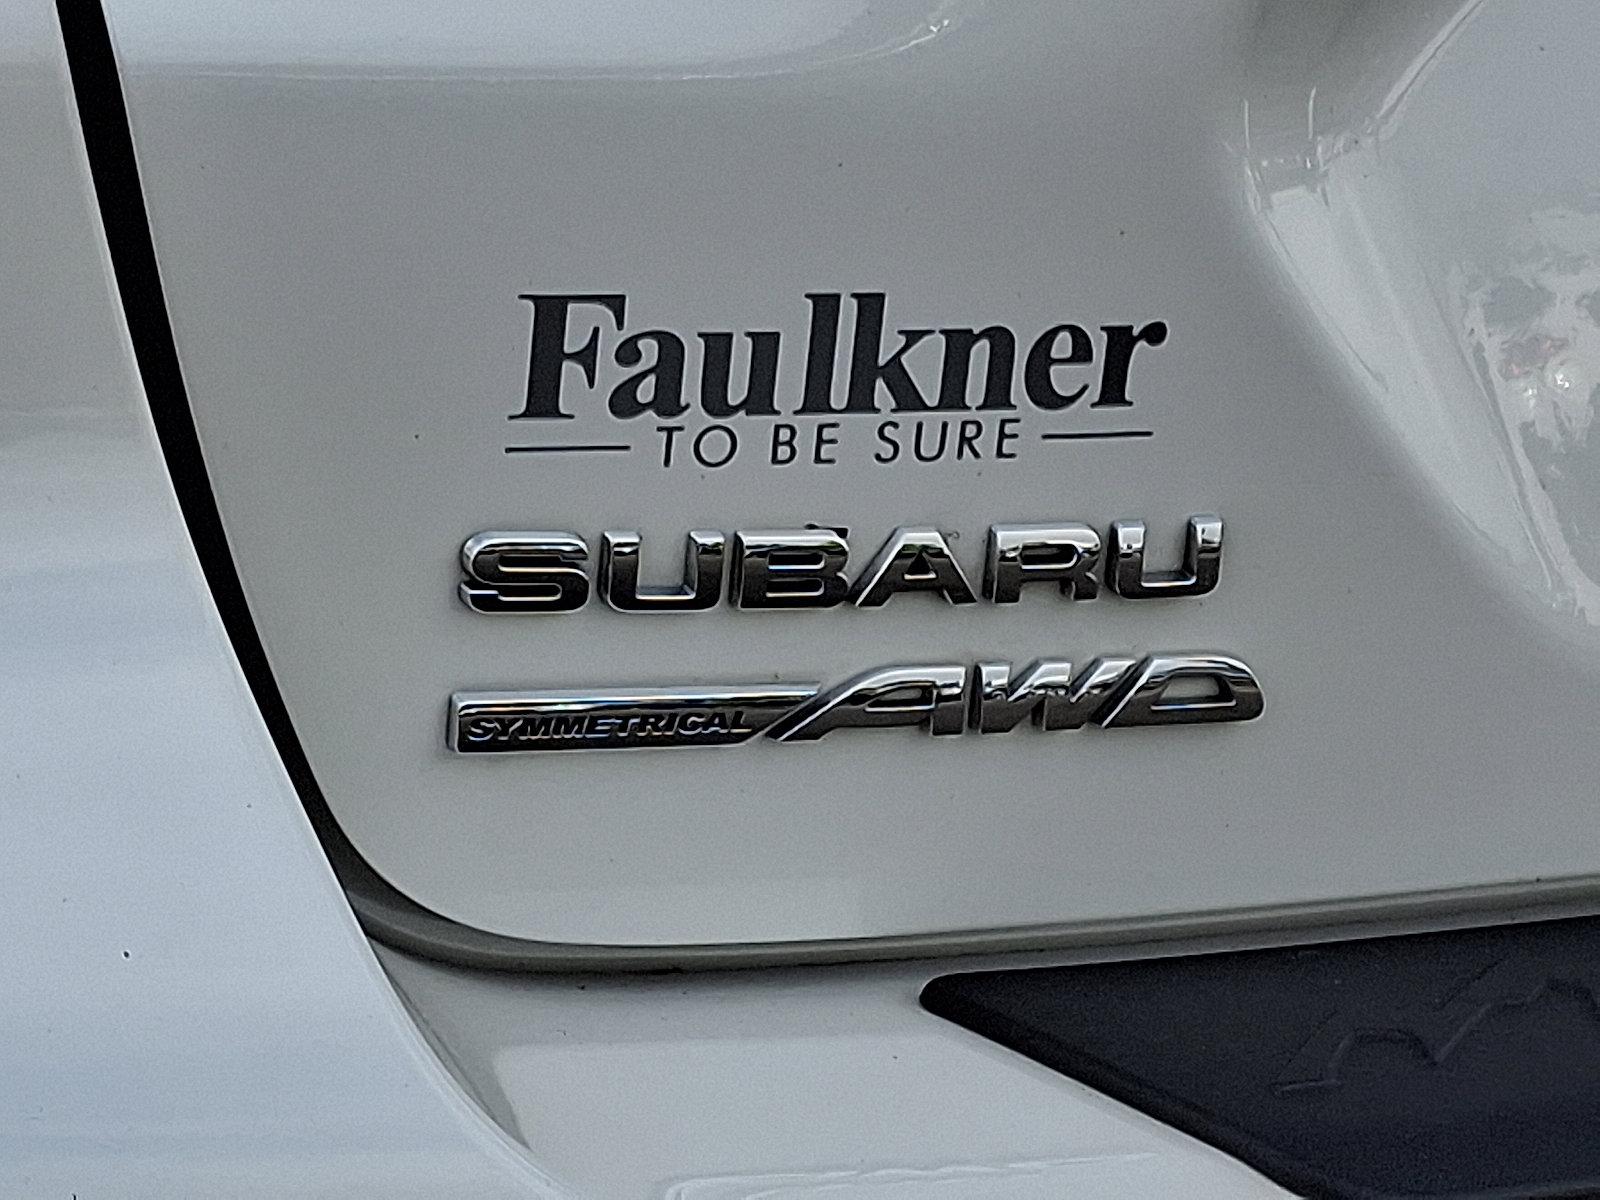 Faulkner
TO BE SURE
SUBARU
SYMMETRICAL AWD